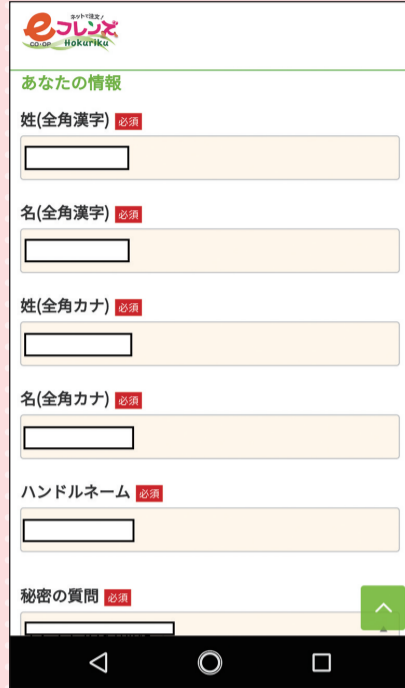 ネットで注文!
eフレンズ
CO·OP Hokuriku
あなたの情報
姓(全角漢字) 必須
名(全角漢字) 必須
姓(全角カナ) 必須
名(全角カナ) 必須
ハンドルネーム 必須
秘密の質問 必須